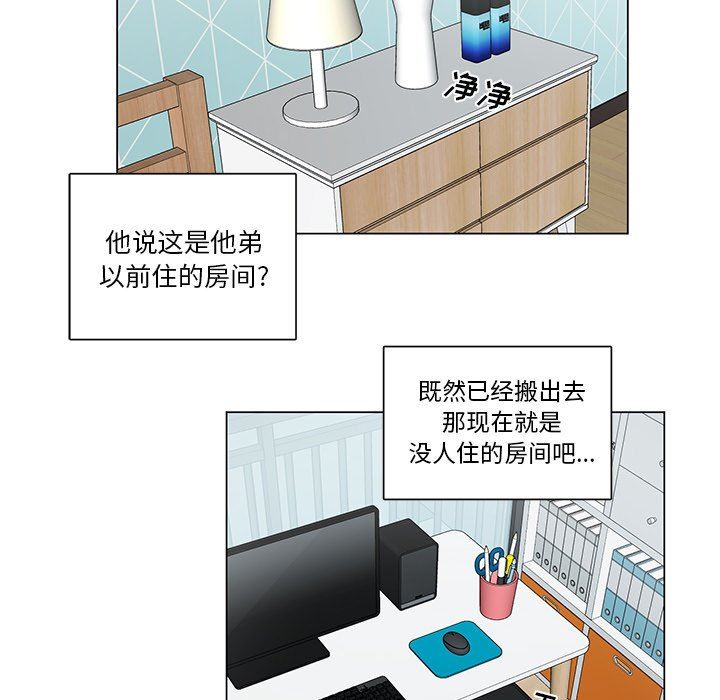 净净
他说这是他弟
以前住的房间?
既然已经搬出去
那现在就是
没人住的房间吧...